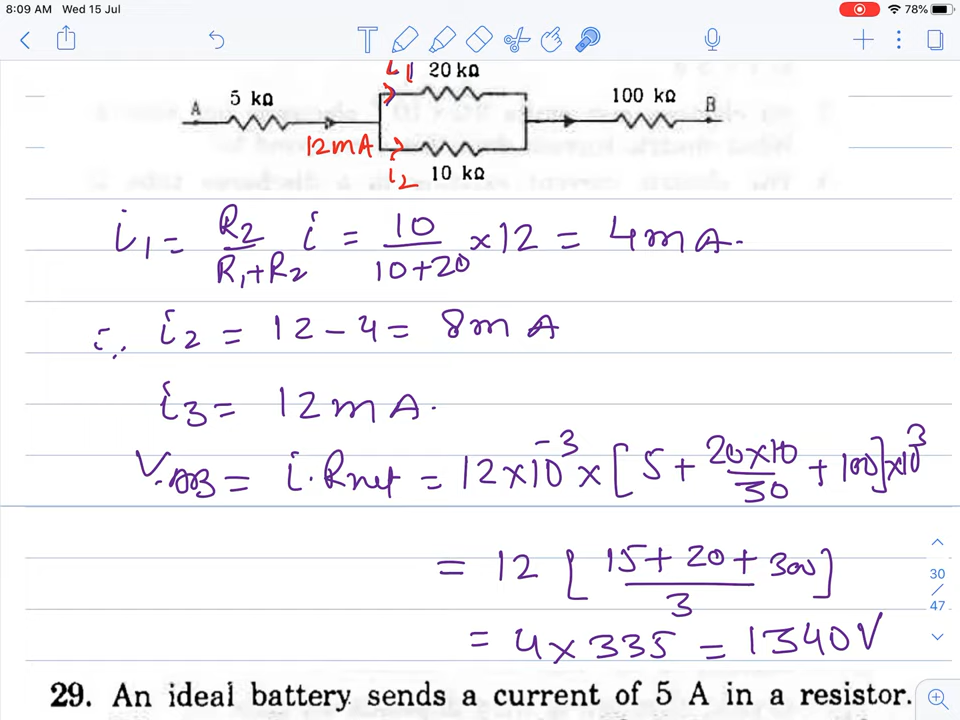 8:09 AM Wed 15 Jul 78%
T
i1 20 kΩ
A 5 kΩ 100 kΩ B
12mA
i2 10 kΩ
i1 = R2/R1+R2 i = 10/10+20 × 12 = 4mA.
∴ i2 = 12 - 4 = 8mA
i3 = 12mA.
VAB = i.Rnet = 12×10^-3 × [5 + 20×10/30 + 100]×10^3
= 12 [15+20+300/3]
= 4×335 = 1340V
30
/
47
29. An ideal battery sends a current of 5 A in a resistor.